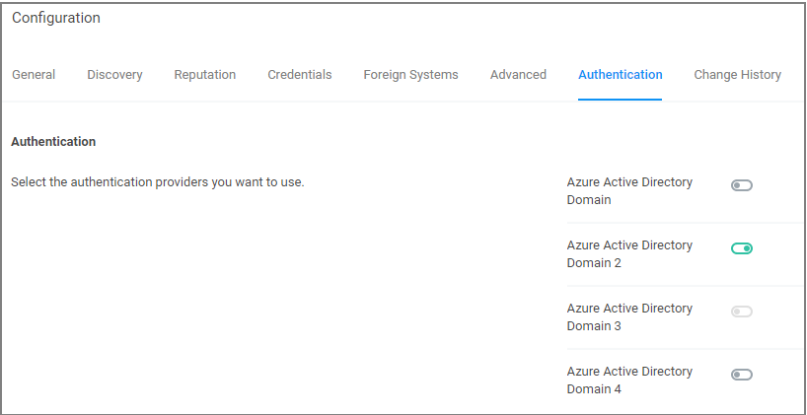 Configuration
General Discovery Reputation Credentials Foreign Systems Advanced Authentication Change History
Authentication
Select the authentication providers you want to use.
Azure Active Directory
Domain
Azure Active Directory
Domain 2
Azure Active Directory
Domain 3
Azure Active Directory
Domain 4